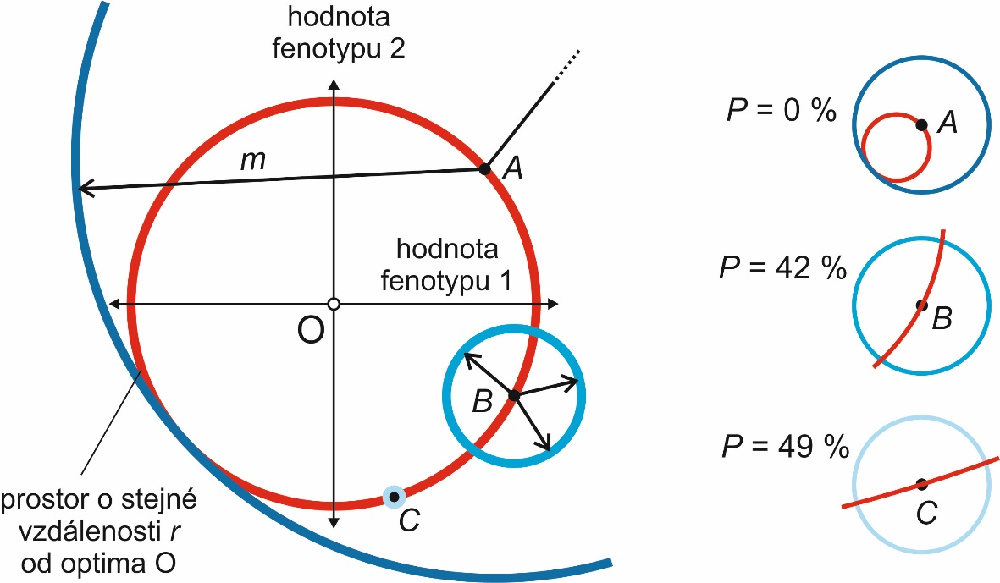 hodnota
fenotypu 2
m
A
hodnota
fenotypu 1
O
B
C
prostor o stejné
vzdálenosti r
od optima O
P = 0 %
A
P = 42 %
B
P = 49 %
C